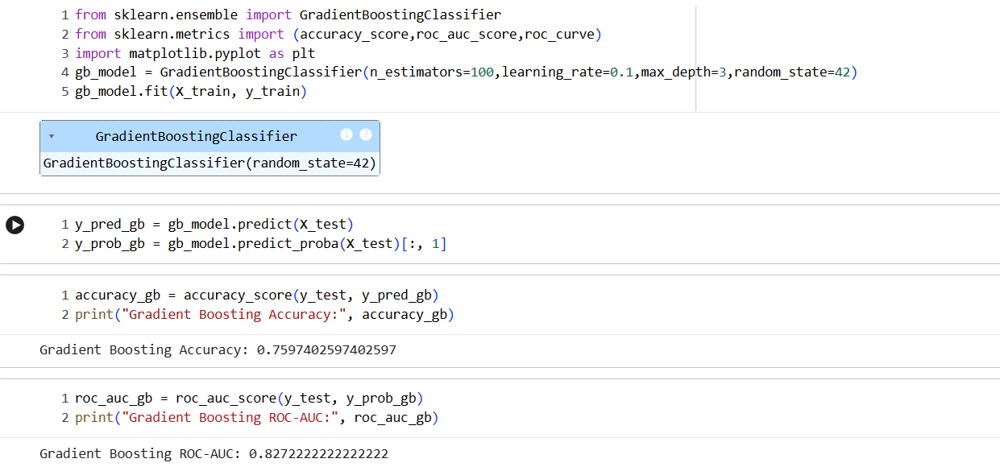 1 from sklearn.ensemble import GradientBoostingClassifier
2 from sklearn.metrics import (accuracy_score,roc_auc_score,roc_curve)
3 import matplotlib.pyplot as plt
4 gb_model = GradientBoostingClassifier(n_estimators=100,learning_rate=0.1,max_depth=3,random_state=42)
5 gb_model.fit(X_train, y_train)
▾ GradientBoostingClassifier i ?
GradientBoostingClassifier(random_state=42)
1 y_pred_gb = gb_model.predict(X_test)
2 y_prob_gb = gb_model.predict_proba(X_test)[:, 1]
1 accuracy_gb = accuracy_score(y_test, y_pred_gb)
2 print("Gradient Boosting Accuracy:", accuracy_gb)
Gradient Boosting Accuracy: 0.7597402597402597
1 roc_auc_gb = roc_auc_score(y_test, y_prob_gb)
2 print("Gradient Boosting ROC-AUC:", roc_auc_gb)
Gradient Boosting ROC-AUC: 0.8272222222222222